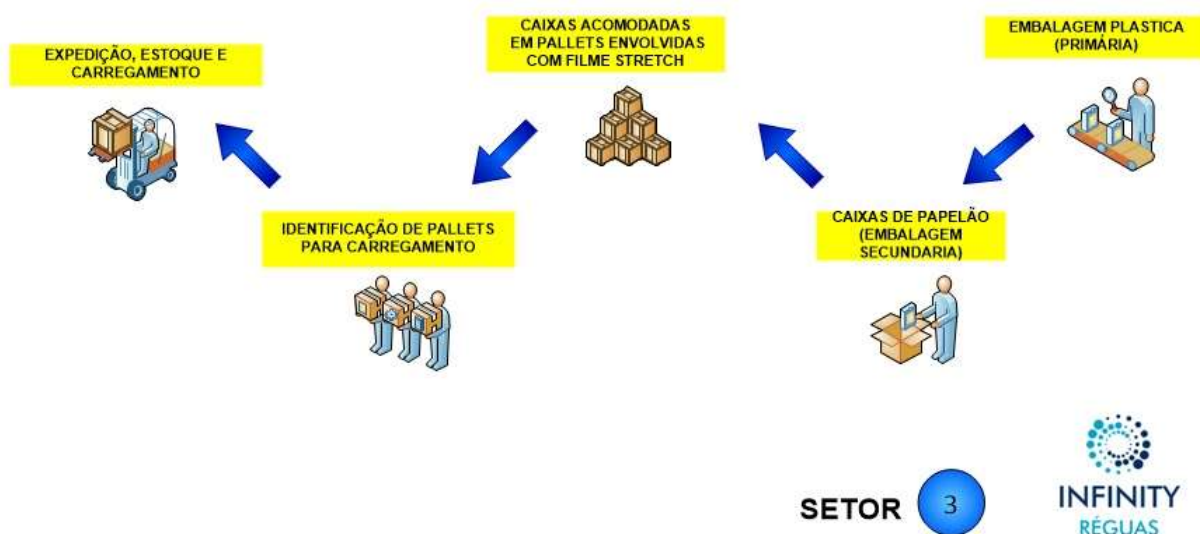 EXPEDIÇÃO, ESTOQUE E
CARREGAMENTO
CAIXAS ACOMODADAS
EM PALLETS ENVOLVIDAS
COM FILME STRETCH
EMBALAGEM PLASTICA
(PRIMÁRIA)
IDENTIFICAÇÃO DE PALLETS
PARA CARREGAMENTO
CAIXAS DE PAPELÃO
(EMBALAGEM
SECUNDARIA)
SETOR 3
INFINITY
RÉGUAS